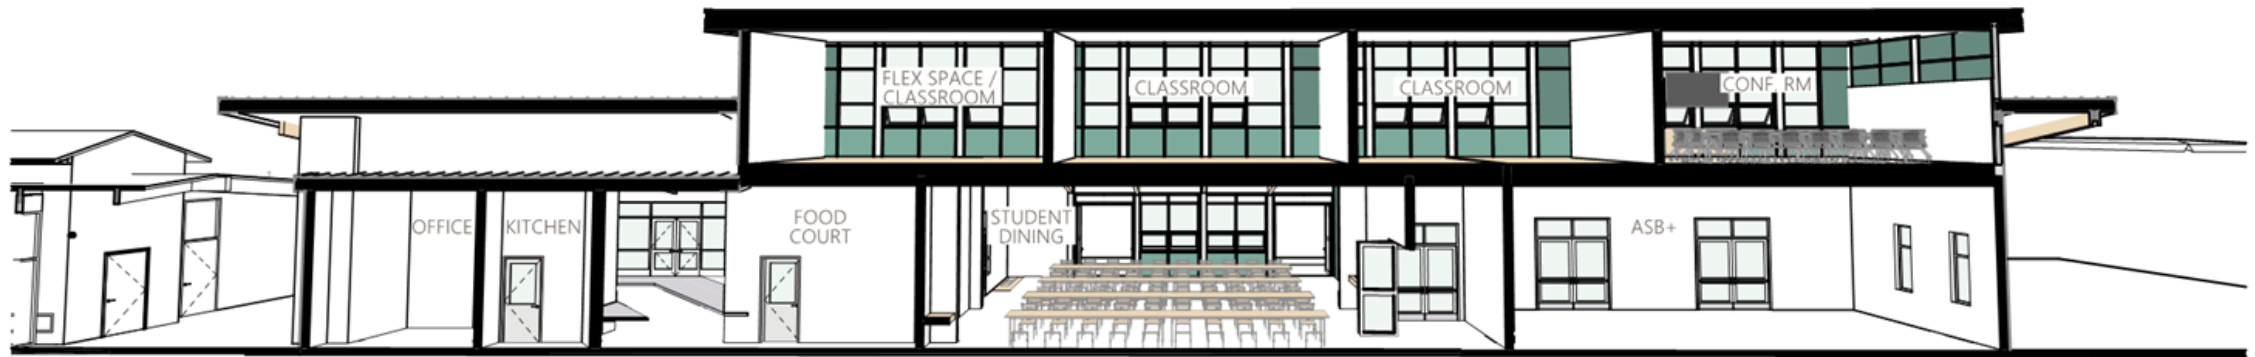 FLEX SPACE /
CLASSROOM
CLASSROOM
CLASSROOM
CONF. RM
OFFICE
KITCHEN
FOOD
COURT
STUDENT
DINING
ASB+